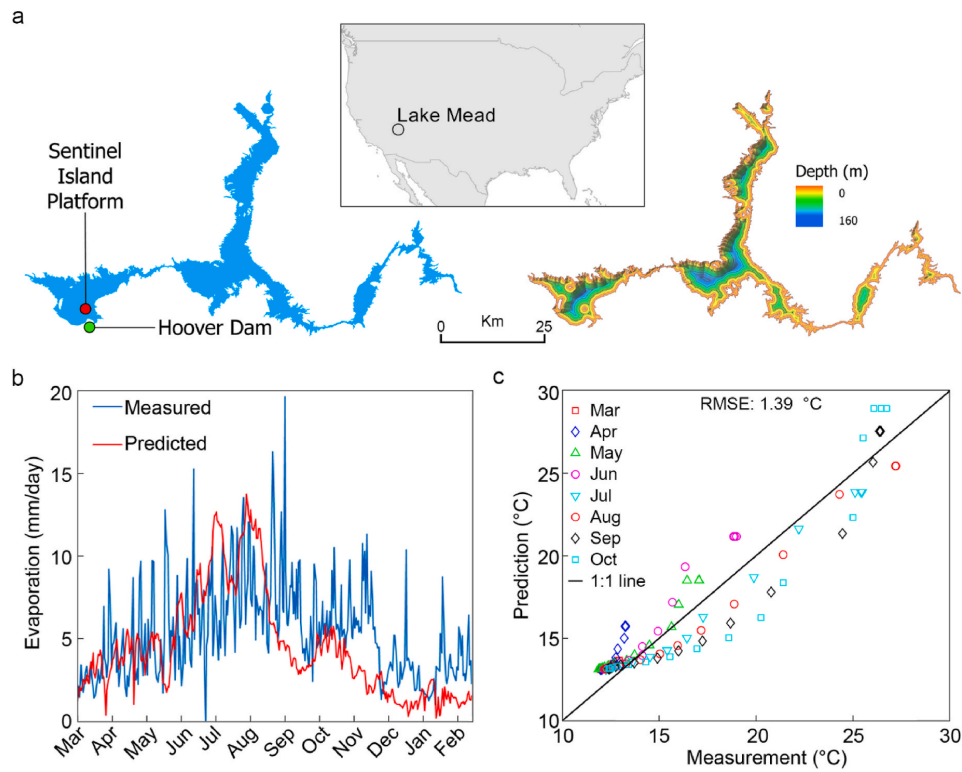 a
Lake Mead
Sentinel
Island
Platform
Hoover Dam
0 Km 25
Depth (m)
0
160
b
20
15
10
5
0
Evaporation (mm/day)
Measured
Predicted
Mar Apr May Jun Jul Aug Sep Oct Nov Dec Jan Feb
c
RMSE: 1.39 °C
Mar
Apr
May
Jun
Jul
Aug
Sep
Oct
1:1 line
30
25
20
15
10
Prediction (°C)
10 15 20 25 30
Measurement (°C)